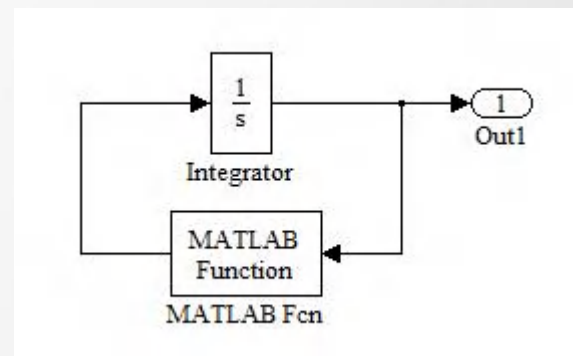 1
s
Integrator
1
Out1
MATLAB
Function
MATLAB Fcn